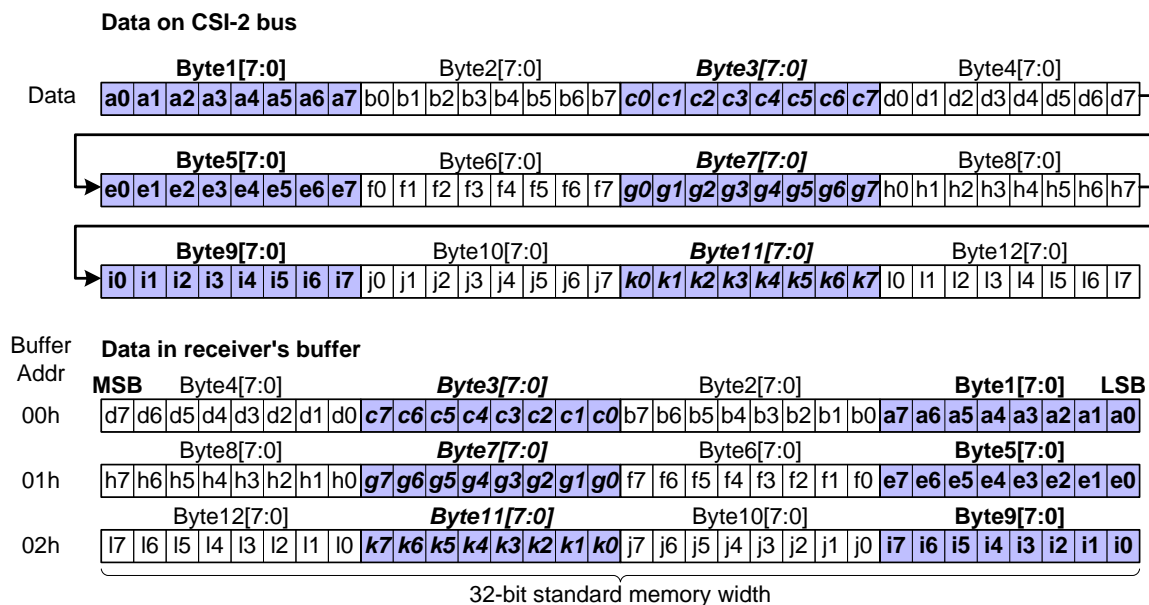 Data on CSI-2 bus
Byte1[7:0] Byte2[7:0] Byte3[7:0] Byte4[7:0]
Data a0 a1 a2 a3 a4 a5 a6 a7 b0 b1 b2 b3 b4 b5 b6 b7 c0 c1 c2 c3 c4 c5 c6 c7 d0 d1 d2 d3 d4 d5 d6 d7
Byte5[7:0] Byte6[7:0] Byte7[7:0] Byte8[7:0]
e0 e1 e2 e3 e4 e5 e6 e7 f0 f1 f2 f3 f4 f5 f6 f7 g0 g1 g2 g3 g4 g5 g6 g7 h0 h1 h2 h3 h4 h5 h6 h7
Byte9[7:0] Byte10[7:0] Byte11[7:0] Byte12[7:0]
i0 i1 i2 i3 i4 i5 i6 i7 j0 j1 j2 j3 j4 j5 j6 j7 k0 k1 k2 k3 k4 k5 k6 k7 l0 l1 l2 l3 l4 l5 l6 l7
Buffer Addr
Data in receiver's buffer
MSB Byte4[7:0] Byte3[7:0] Byte2[7:0] Byte1[7:0] LSB
00h d7 d6 d5 d4 d3 d2 d1 d0 c7 c6 c5 c4 c3 c2 c1 c0 b7 b6 b5 b4 b3 b2 b1 b0 a7 a6 a5 a4 a3 a2 a1 a0
Byte8[7:0] Byte7[7:0] Byte6[7:0] Byte5[7:0]
01h h7 h6 h5 h4 h3 h2 h1 h0 g7 g6 g5 g4 g3 g2 g1 g0 f7 f6 f5 f4 f3 f2 f1 f0 e7 e6 e5 e4 e3 e2 e1 e0
Byte12[7:0] Byte11[7:0] Byte10[7:0] Byte9[7:0]
02h l7 l6 l5 l4 l3 l2 l1 l0 k7 k6 k5 k4 k3 k2 k1 k0 j7 j6 j5 j4 j3 j2 j1 j0 i7 i6 i5 i4 i3 i2 i1 i0
32-bit standard memory width